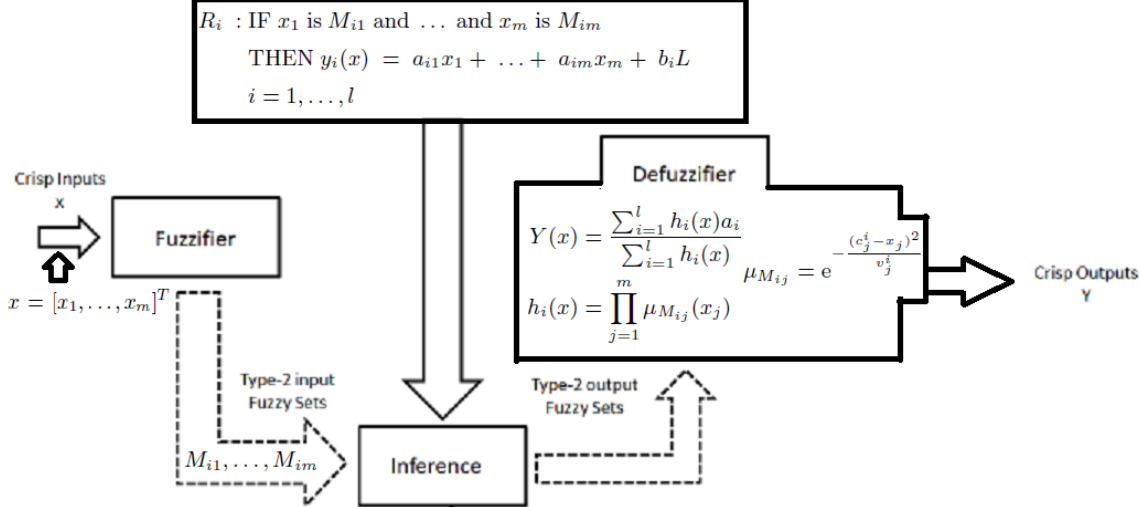 R_i : IF x_1 is M_{i1} and … and x_m is M_{im}
THEN y_i(x) = a_{i1}x_1 + … + a_{im}x_m + b_iL
i = 1, … , l
Crisp Inputs
X
Fuzzifier
x = [x_1, … , x_m]^T
Defuzzifier
Y(x) = \frac{\sum_{i=1}^{l} h_i(x)a_i}{\sum_{i=1}^{l} h_i(x)}
μ_{M_{ij}} = e^{-\frac{(c_j^i - x_j)^2}{v_j^i}}
h_i(x) = \prod_{j=1}^{m} μ_{M_{ij}}(x_j)
Crisp Outputs
Y
Type-2 input
Fuzzy Sets
Type-2 output
Fuzzy Sets
M_{i1}, … , M_{im}
Inference